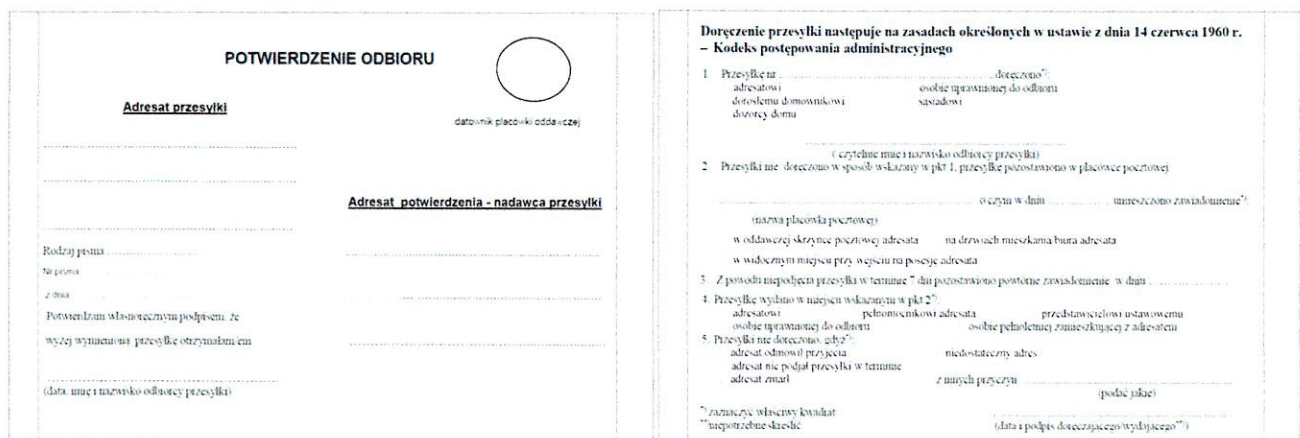 POTWIERDZENIE ODBIORU
Adresat przesyłki
datownik placówki oddawczej
Adresat potwierdzenia - nadawca przesyłki
Rodzaj pisma
Nr pisma
z dnia
Potwierdzam własnoręcznym podpisem, że
wyżej wymienioną przesyłkę otrzymałam/em
(data, imię i nazwisko odbiorcy przesyłki)
Doręczenie przesyłki następuje na zasadach określonych w ustawie z dnia 14 czerwca 1960 r.
– Kodeks postępowania administracyjnego
1. Przesyłkę nr ........ doręczono*):
adresatowi osobie uprawnionej do odbioru
dorosłemu domownikowi sąsiadowi
dozorcy domu
( czytelne imię i nazwisko odbiorcy przesyłki)
2. Przesyłki nie doręczono w sposób wskazany w pkt 1, przesyłkę pozostawiono w placówce pocztowej
........ o czym w dniu ........ umieszczono zawiadomienie*):
(nazwa placówki pocztowej)
w oddawczej skrzynce pocztowej adresata na drzwiach mieszkania biura adresata
w widocznym miejscu przy wejściu na posesję adresata
3. Z powodu niepodjęcia przesyłki w terminie 7 dni pozostawiono powtórne zawiadomienie w dniu ........
4. Przesyłkę wydano w miejscu wskazanym w pkt 2*):
adresatowi pełnomocnikowi adresata przedstawicielowi ustawowemu
osobie uprawnionej do odbioru osobie pełnoletniej zamieszkującej z adresatem
5. Przesyłki nie doręczono, gdyż*):
adresat odmówił przyjęcia niedostateczny adres
adresat nie podjął przesyłki w terminie
adresat zmarł z innych przyczyn ........
(podać jakie)
*) zaznaczyć właściwy kwadrat
**niepotrzebne skreślić (data i podpis doręczającego/wydającego**))